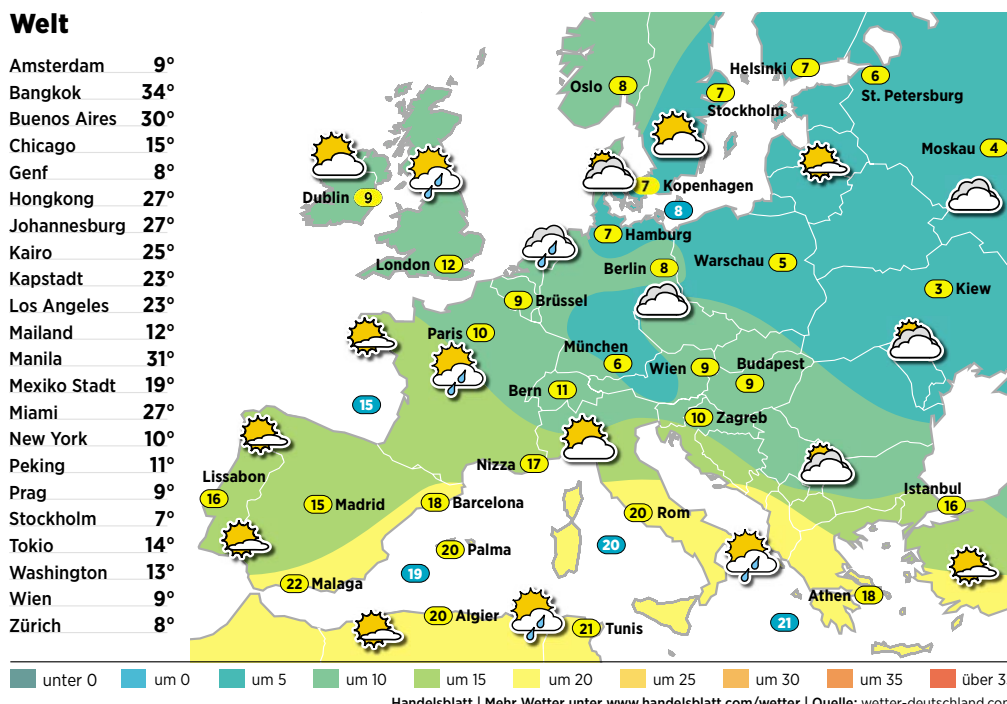 Welt
Amsterdam 9°
Bangkok 34°
Buenos Aires 30°
Chicago 15°
Genf 8°
Hongkong 27°
Johannesburg 27°
Kairo 25°
Kapstadt 23°
Los Angeles 23°
Mailand 12°
Manila 31°
Mexiko Stadt 19°
Miami 27°
New York 10°
Peking 11°
Prag 9°
Stockholm 7°
Tokio 14°
Washington 13°
Wien 9°
Zürich 8°
Helsinki 7
Oslo 8
6
St. Petersburg
7
Stockholm
Moskau 4
7 Kopenhagen
Dublin 9
8
7 Hamburg
London 12
Berlin 8
Warschau 5
3 Kiew
9 Brüssel
Paris 10
München
6
Wien 9
Budapest
9
Bern 11
15
10 Zagreb
Nizza 17
Lissabon
16
15 Madrid
18 Barcelona
Istanbul
16
20 Rom
20 Palma
20
19
22 Malaga
Athen 18
20 Algier
21 Tunis
21
unter 0 um 0 um 5 um 10 um 15 um 20 um 25 um 30 um 35 über 3
Handelsblatt | Mehr Wetter unter www.handelsblatt.com/wetter | Quelle: wetter-deutschland.com